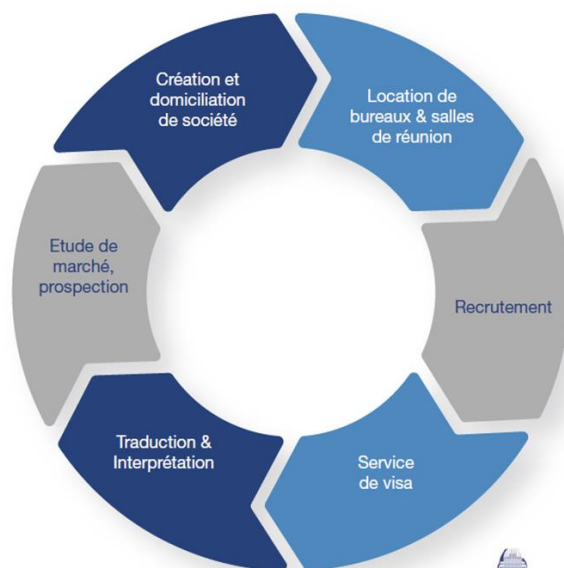 Création et
domiciliation
de société
Location de
bureaux & salles
de réunion
Recrutement
Service
de visa
Traduction &
Interprétation
Etude de
marché,
prospection